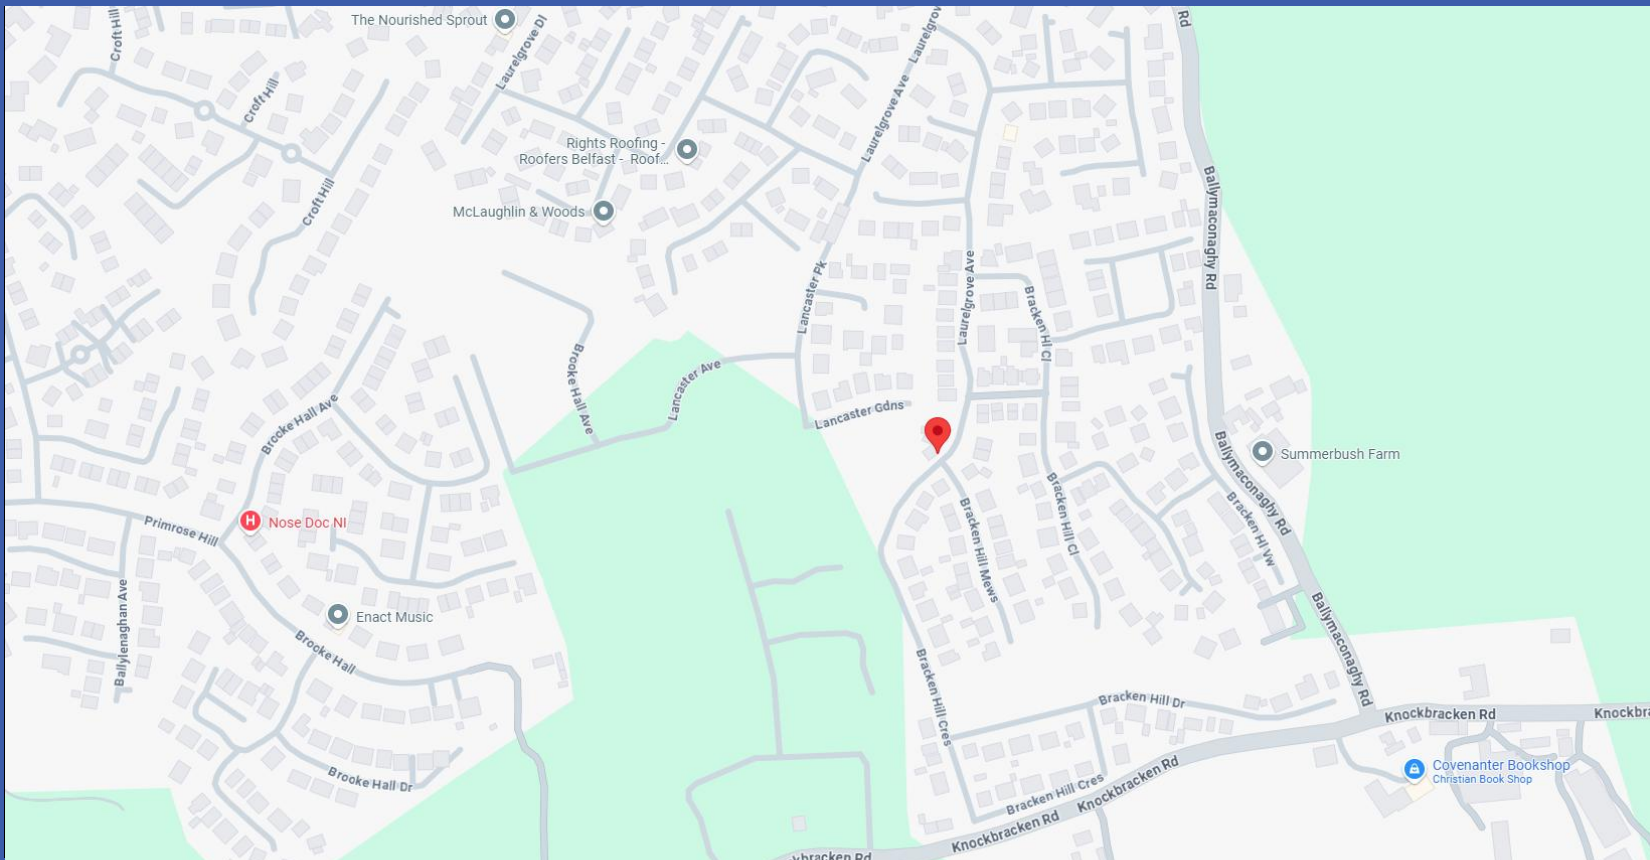 The Nourished Sprout
Croft Hill
Croft Hill
Croft Hill
Laurelgrove Dl
Rights Roofing -
Roofers Belfast - Roof...
McLaughlin & Woods
Laurelgrove Ave
Rd
Ballymaconaghy Rd
Lancaster Pk
Laurelgrove Ave
Bracken Hl Cl
Brooke Hall Ave
Lancaster Ave
Lancaster Gdns
Brooke Hall Ave
Summerbush Farm
Ballymaconaghy Rd
Primrose Hill
Nose Doc NI
Bracken Hill Mews
Bracken Hill Cl
Bracken Hl Vw
Ballylenaghan Ave
Enact Music
Brooke Hall
Ballymaconaghy Rd
Bracken Hill Cres
Bracken Hill Dr
Knockbracken Rd
Brooke Hall Dr
Covenanter Bookshop
Christian Book Shop
Bracken Hill Cres
Knockbracken Rd
Knockbracken Rd